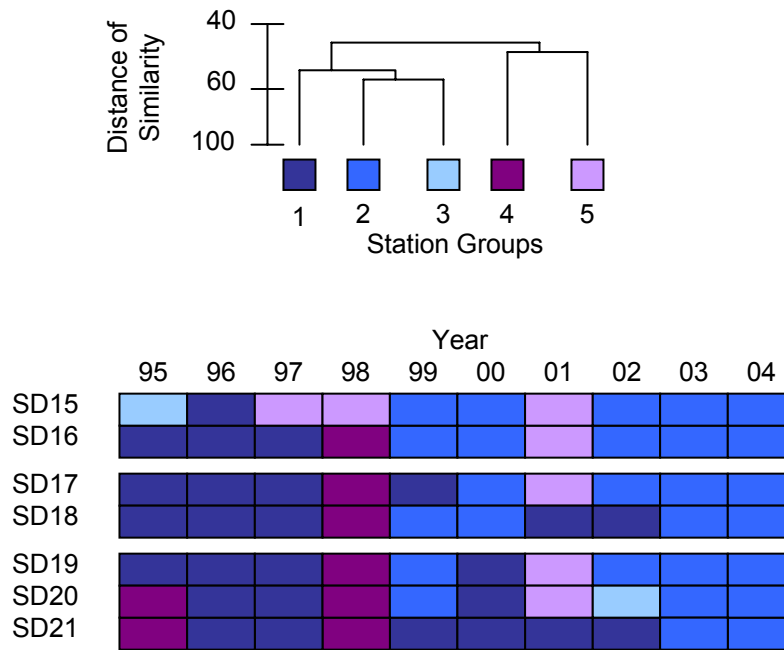 Distance of
Similarity
40
60
100
1 2 3 4 5
Station Groups
Year
95 96 97 98 99 00 01 02 03 04
SD15
SD16
SD17
SD18
SD19
SD20
SD21